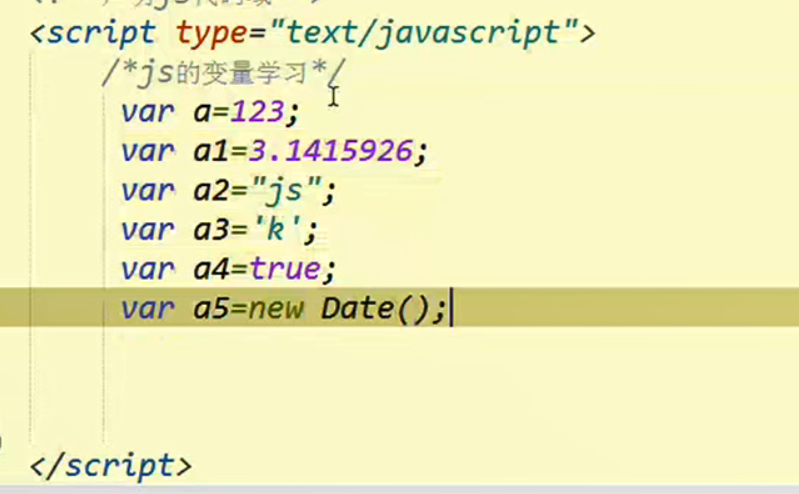 <script type="text/javascript">
/*js的变量学习*/
var a=123;
var a1=3.1415926;
var a2="js";
var a3='k';
var a4=true;
var a5=new Date();
</script>